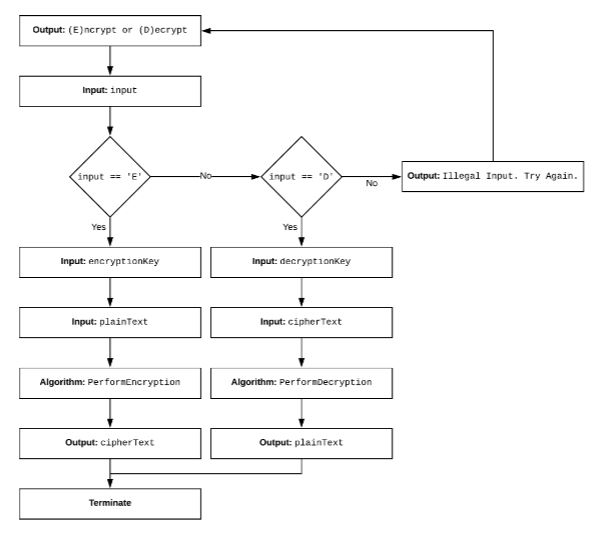 Output: (E)ncrypt or (D)ecrypt
Input: input
input == 'E'
No
input == 'D'
No
Output: Illegal Input. Try Again.
Yes
Yes
Input: encryptionKey
Input: decryptionKey
Input: plainText
Input: cipherText
Algorithm: PerformEncryption
Algorithm: PerformDecryption
Output: cipherText
Output: plainText
Terminate